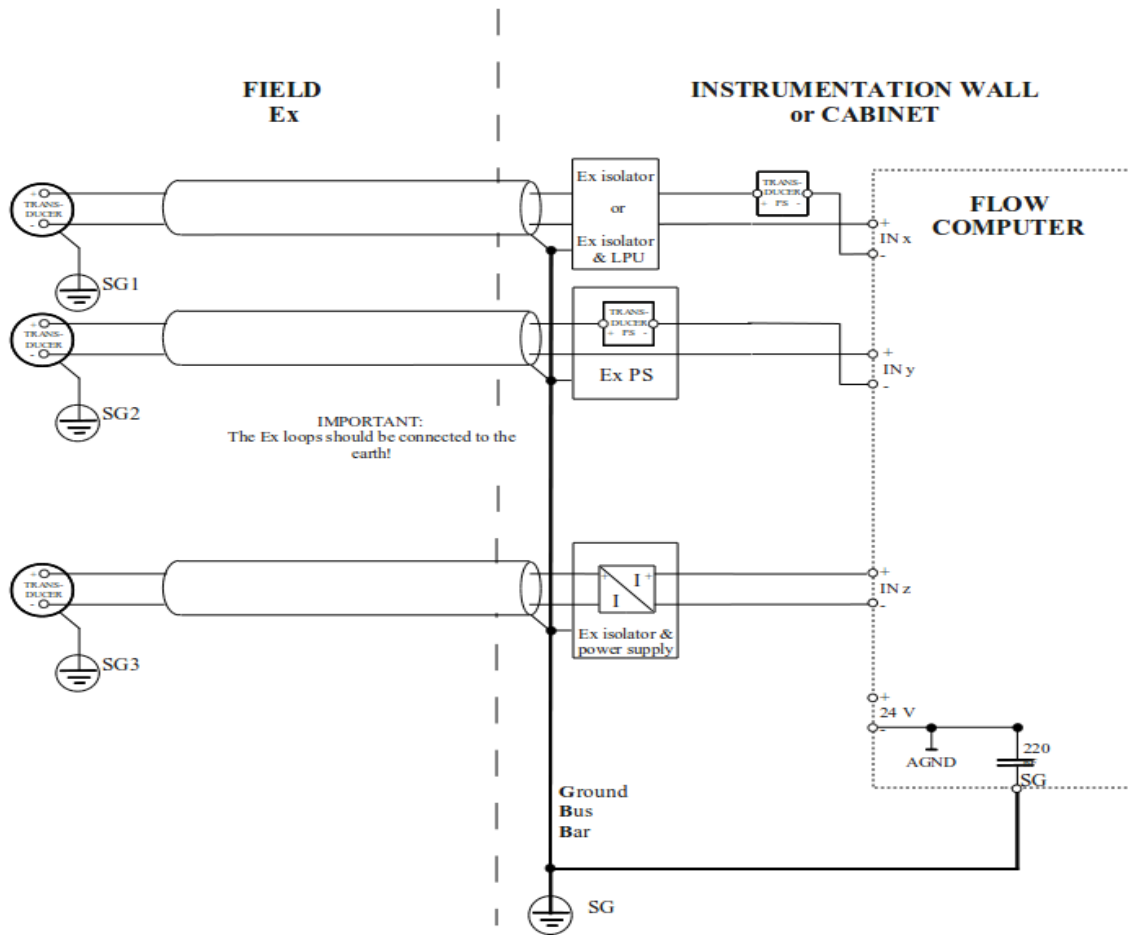 FIELD
Ex
INSTRUMENTATION WALL
or CABINET
+
TRANS-
DUCER
-
SG1
Ex isolator
or
Ex isolator
& LPU
TRANS-
DUCER
+ PS -
FLOW
COMPUTER
+
IN x
-
+
TRANS-
DUCER
-
SG2
TRANS-
DUCER
+ PS -
Ex PS
+
IN y
-
IMPORTANT:
The Ex loops should be connected to the
earth!
+
TRANS-
DUCER
-
SG3
+ I +
I
Ex isolator &
power supply
+
IN z
-
+
24 V
-
AGND
220
SG
Ground
Bus
Bar
SG